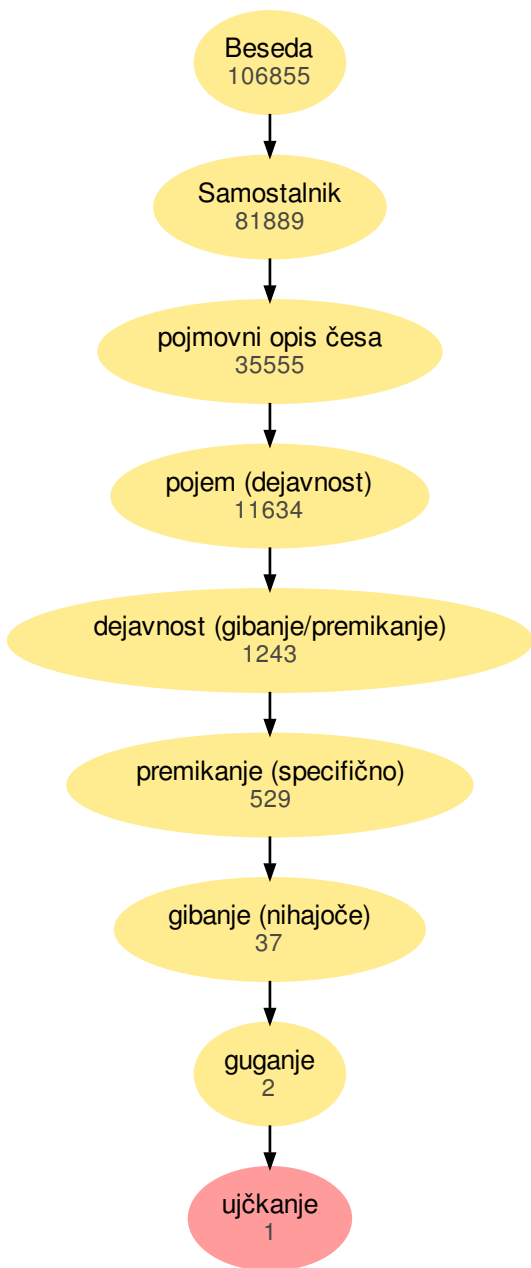 Beseda
106855
Samostalnik
81889
pojmovni opis česa
35555
pojem (dejavnost)
11634
dejavnost (gibanje/premikanje)
1243
premikanje (specifično)
529
gibanje (nihajoče)
37
guganje
2
ujčkanje
1